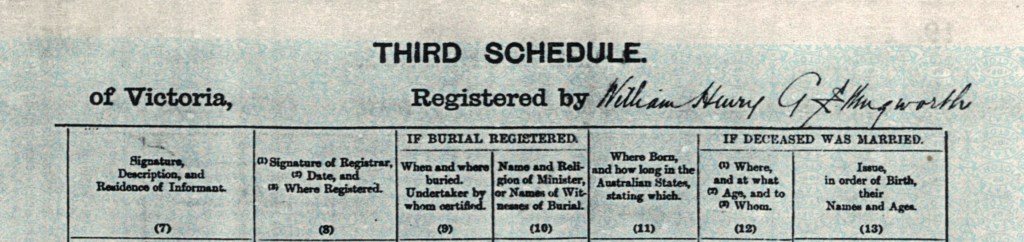 THIRD SCHEDULE.
of Victoria, Registered by William Henry
IF BURIAL REGISTERED. IF DECEASED WAS MARRIED.
Signature,
Description, and
Residence of Informant.
(7)
(1) Signature of Registrar,
(2) Date, and
(3) Where Registered.
(8)
When and where
buried.
Undertaker by
whom certified.
(9)
Name and Reli-
gion of Minister,
or Names of Wit-
nesses of Burial.
(10)
Where Born,
and how long in the
Australian States,
stating which.
(11)
(1) Where,
and at what
(2) Age, and to
(3) Whom.
(12)
Issue,
in order of Birth,
their
Names and Ages.
(13)